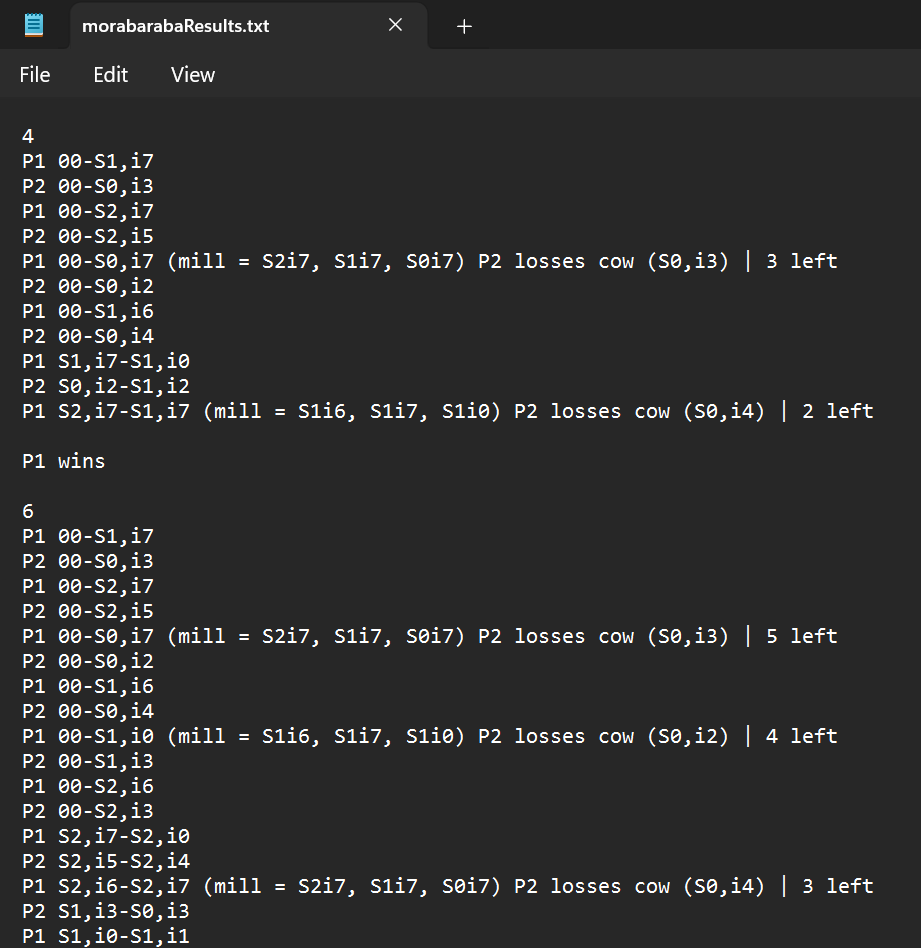 morabarabaResults.txt
File Edit View
4
P1 00-S1,i7
P2 00-S0,i3
P1 00-S2,i7
P2 00-S2,i5
P1 00-S0,i7 (mill = S2i7, S1i7, S0i7) P2 losses cow (S0,i3) | 3 left
P2 00-S0,i2
P1 00-S1,i6
P2 00-S0,i4
P1 S1,i7-S1,i0
P2 S0,i2-S1,i2
P1 S2,i7-S1,i7 (mill = S1i6, S1i7, S1i0) P2 losses cow (S0,i4) | 2 left
P1 wins
6
P1 00-S1,i7
P2 00-S0,i3
P1 00-S2,i7
P2 00-S2,i5
P1 00-S0,i7 (mill = S2i7, S1i7, S0i7) P2 losses cow (S0,i3) | 5 left
P2 00-S0,i2
P1 00-S1,i6
P2 00-S0,i4
P1 00-S1,i0 (mill = S1i6, S1i7, S1i0) P2 losses cow (S0,i2) | 4 left
P2 00-S1,i3
P1 00-S2,i6
P2 00-S2,i3
P1 S2,i7-S2,i0
P2 S2,i5-S2,i4
P1 S2,i6-S2,i7 (mill = S2i7, S1i7, S0i7) P2 losses cow (S0,i4) | 3 left
P2 S1,i3-S0,i3
P1 S1,i0-S1,i1